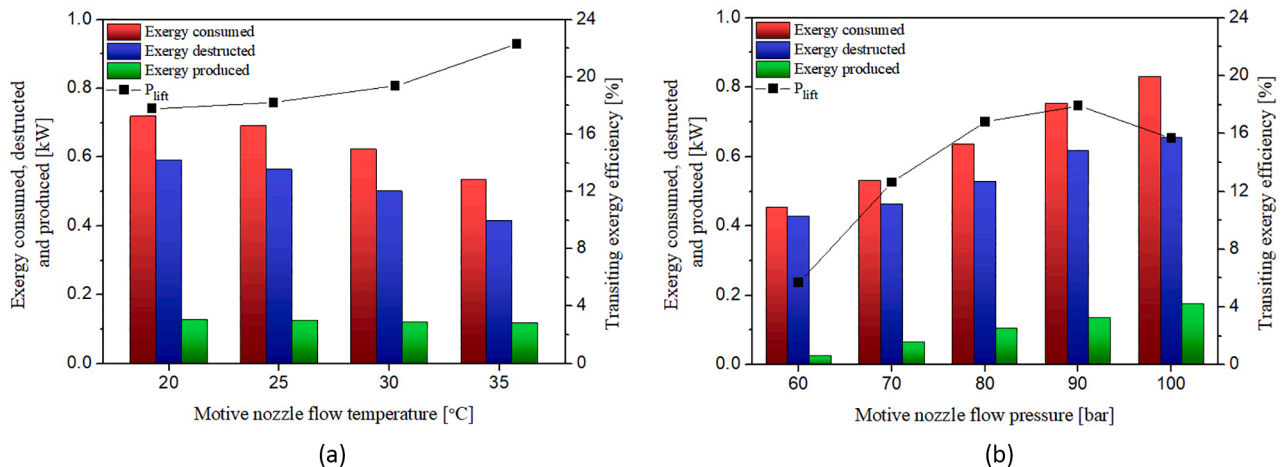 1.0
0.8
0.6
0.4
0.2
0.0
Exergy consumed, destructed
and produced [kW]
Exergy consumed
Exergy destructed
Exergy produced
P_lift
24
20
16
12
8
4
0
Transiting exergy efficiency [%]
20 25 30 35
Motive nozzle flow temperature [°C]
(a)
1.0
0.8
0.6
0.4
0.2
0.0
Exergy consumed, destructed
and produced [kW]
Exergy consumed
Exergy destructed
Exergy produced
P_lift
24
20
16
12
8
4
0
Transiting exergy efficiency [%]
60 70 80 90 100
Motive nozzle flow pressure [bar]
(b)